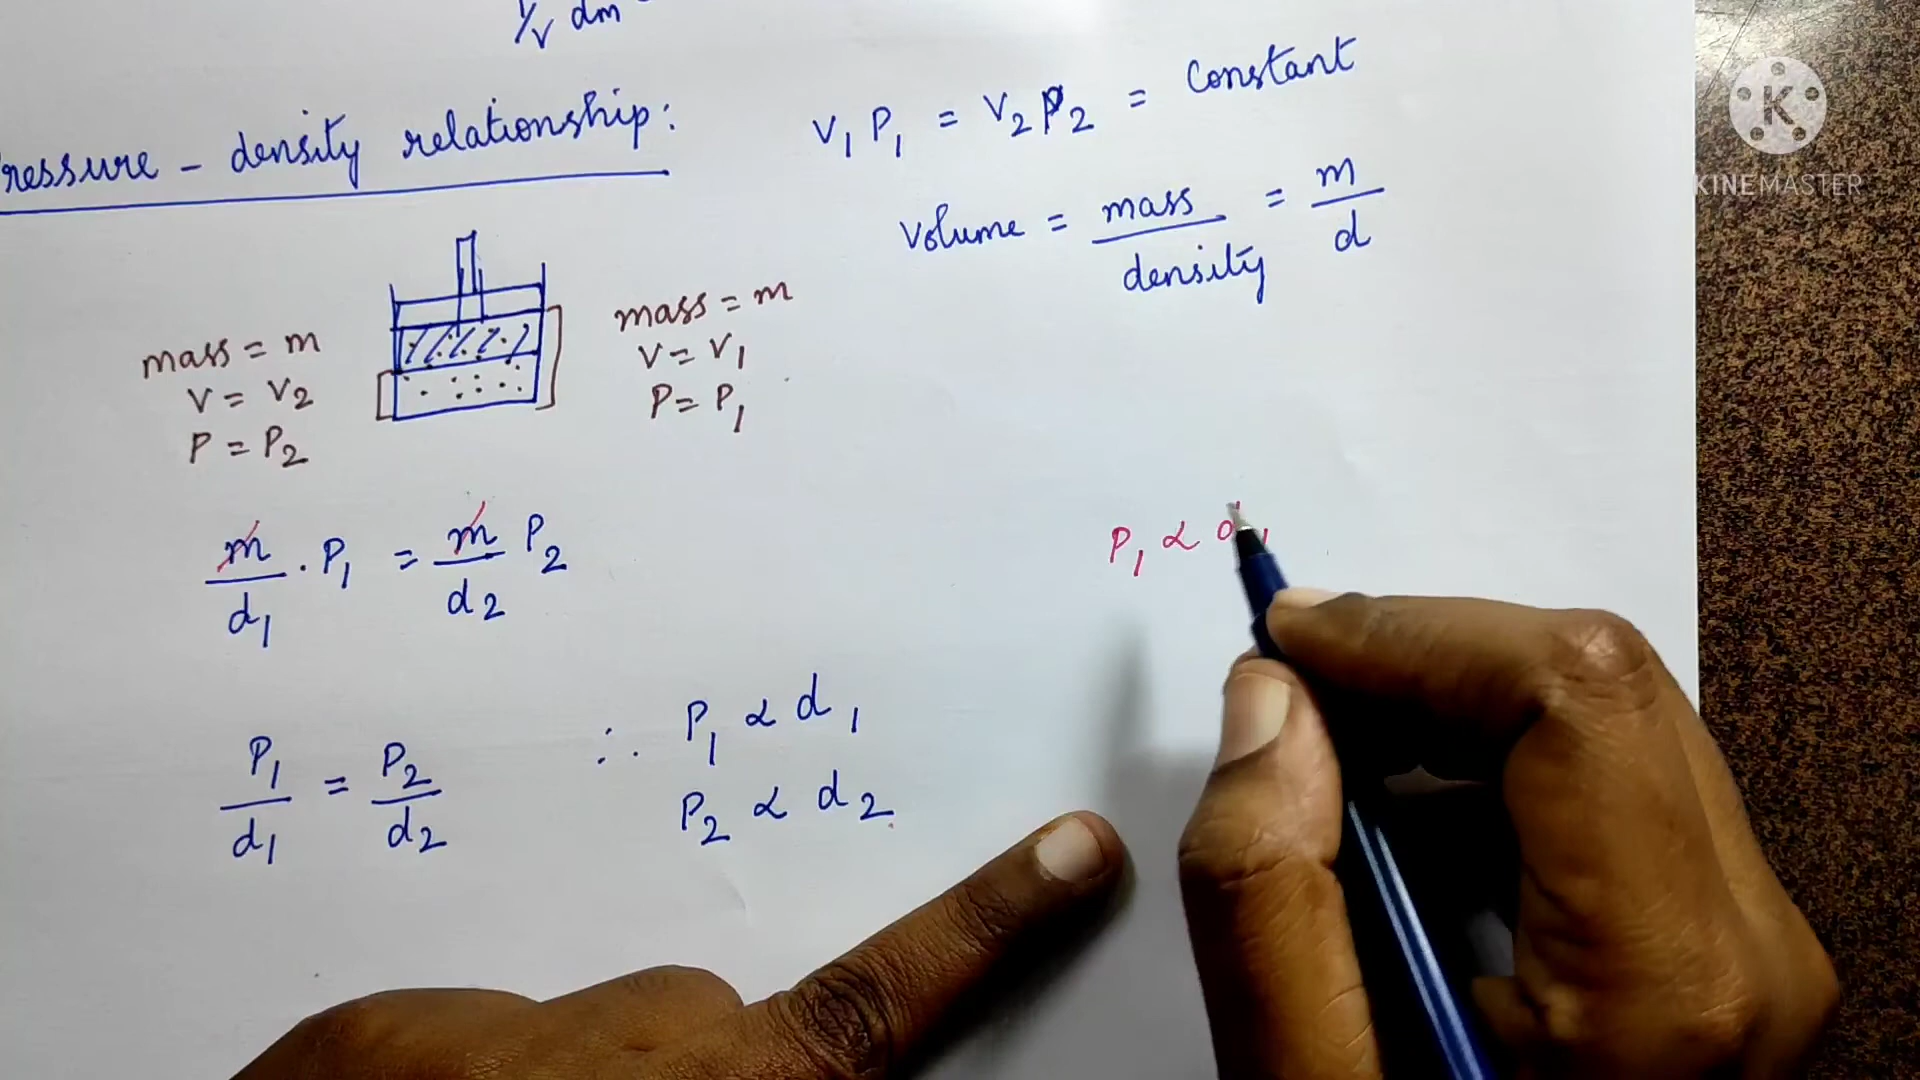 1/V dm
ressure - density relationship:
V1 P1 = V2 P2 = Constant
Volume = mass/density = m/d
mass = m
V = V2
P = P2
mass = m
V = V1
P = P1
m/d1 . P1 = m/d2 P2
P1/d1 = P2/d2
∴ P1 ∝ d1
P2 ∝ d2
P1 ∝ d1
K
KINEMASTER